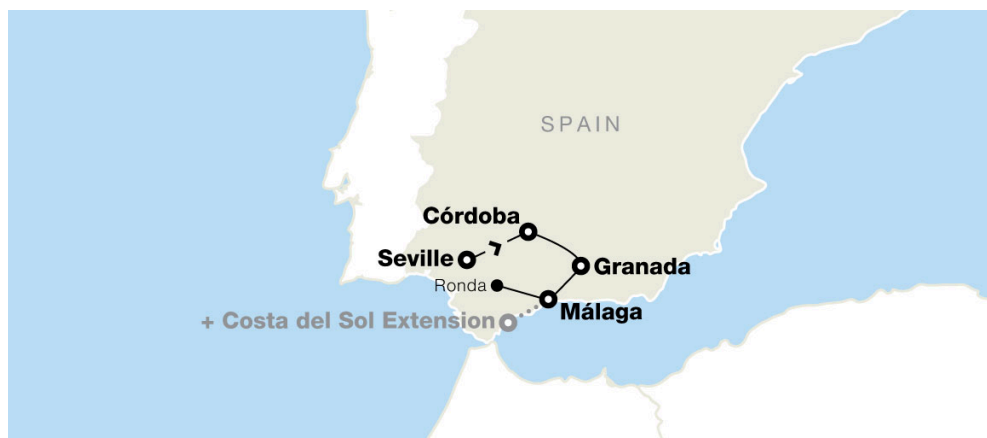 SPAIN
Córdoba
Seville
Granada
Ronda
Málaga
+ Costa del Sol Extension